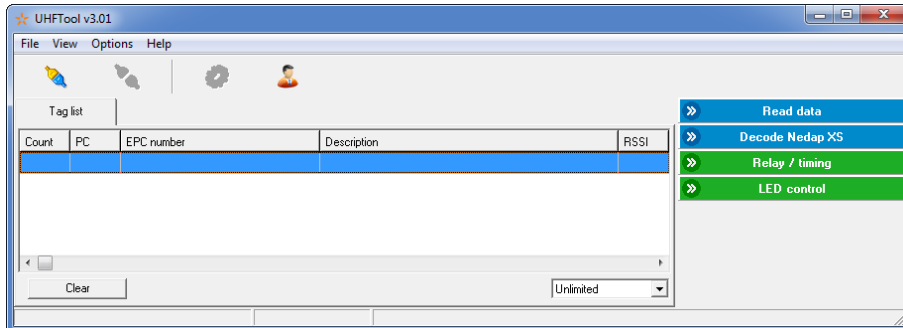 UHFTool v3.01
File View Options Help
Tag list
Count PC EPC number Description RSSI
Clear
Unlimited
Read data
Decode Nedap XS
Relay / timing
LED control